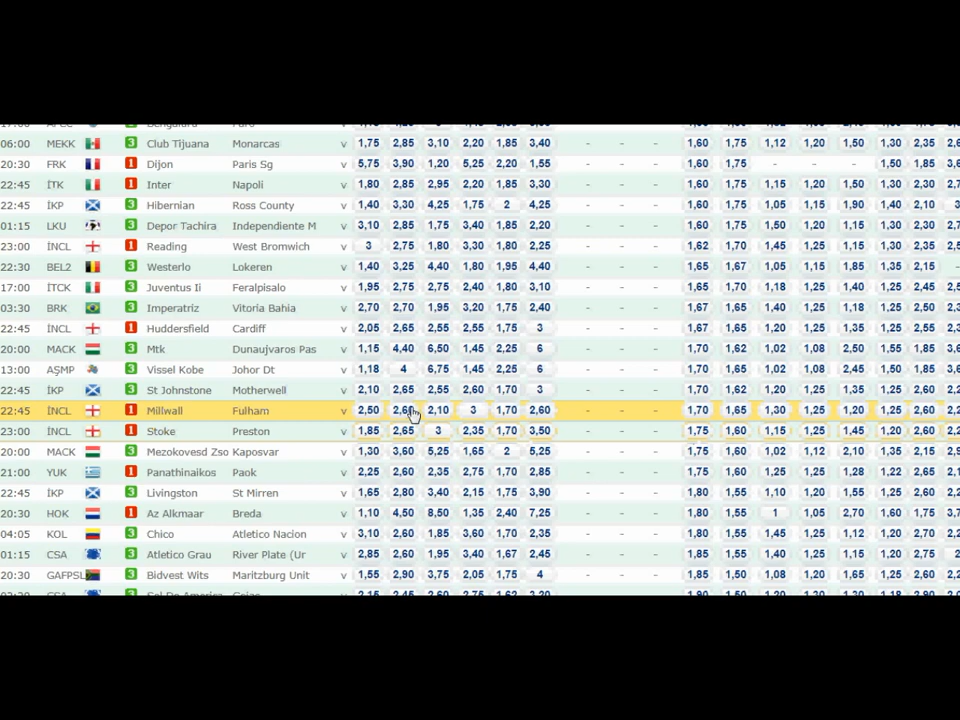 06:00 MEKK 3 Club Tijuana Monarcas v 1,75 2,85 3,10 2,20 1,85 3,40 - - - 1,60 1,75 1,12 1,20 1,50 1,30 2,35
20:30 FRK 1 Dijon Paris Sg v 5,75 3,90 1,20 5,25 2,20 1,55 - - - 1,60 1,75 - - - 1,50 1,85
22:45 İTK 1 Inter Napoli v 1,80 2,85 2,95 2,20 1,85 3,30 - - - 1,60 1,75 1,15 1,20 1,50 1,30 2,30
22:45 İKP 3 Hibernian Ross County v 1,40 3,30 4,25 1,75 2 4,25 - - - 1,60 1,75 1,05 1,15 1,90 1,40 2,10 3
01:15 LKU 3 Depor Tachira Independiente M v 3,10 2,85 1,75 3,40 1,85 2,20 - - - 1,60 1,75 1,50 1,20 1,15 1,30 2,30
23:00 İNCL 1 Reading West Bromwich v 3 2,75 1,80 3,30 1,80 2,25 - - - 1,62 1,70 1,45 1,25 1,15 1,30 2,35
22:30 BEL2 3 Westerlo Lokeren v 1,40 3,25 4,40 1,80 1,95 4,40 - - - 1,65 1,67 1,05 1,15 1,85 1,35 2,15 -
17:00 İTCK 3 Juventus Ii Feralpisalo v 1,95 2,75 2,75 2,40 1,80 3,10 - - - 1,65 1,70 1,18 1,25 1,40 1,25 2,45
03:30 BRK 3 Imperatriz Vitoria Bahia v 2,70 2,70 1,95 3,20 1,75 2,40 - - - 1,67 1,65 1,40 1,25 1,18 1,25 2,50
22:45 İNCL 1 Huddersfield Cardiff v 2,05 2,65 2,55 2,55 1,75 3 - - - 1,67 1,65 1,20 1,25 1,35 1,25 2,55
20:00 MACK 3 Mtk Dunaujvaros Pas v 1,15 4,40 6,50 1,45 2,25 6 - - - 1,70 1,62 1,02 1,08 2,50 1,55 1,85
13:00 AŞMP 3 Vissel Kobe Johor Dt v 1,18 4 6,75 1,45 2,25 6 - - - 1,70 1,62 1,02 1,08 2,45 1,50 1,85
22:45 İKP 3 St Johnstone Motherwell v 2,10 2,65 2,55 2,60 1,70 3 - - - 1,70 1,62 1,20 1,25 1,35 1,25 2,60
22:45 İNCL 1 Millwall Fulham v 2,50 2,10 3 1,70 2,60 - - - 1,70 1,65 1,30 1,25 1,20 1,25 2,60
23:00 İNCL 1 Stoke Preston v 1,85 2,65 3 2,35 1,70 3,50 - - - 1,75 1,60 1,15 1,25 1,45 1,20 2,60
20:00 MACK 3 Mezokovesd Zso Kaposvar v 1,30 3,60 5,25 1,65 2 5,25 - - - 1,75 1,60 1,02 1,12 2,10 1,35 2,15
21:00 YUK 1 Panathinaikos Paok v 2,25 2,60 2,35 2,75 1,70 2,85 - - - 1,75 1,60 1,25 1,25 1,28 1,22 2,65
22:45 İKP 3 Livingston St Mirren v 1,65 2,80 3,40 2,15 1,75 3,90 - - - 1,80 1,55 1,10 1,20 1,55 1,25 2,60
20:30 HOK 1 Az Alkmaar Breda v 1,10 4,50 8,50 1,35 2,40 7,25 - - - 1,80 1,55 1 1,05 2,70 1,60 1,75
04:05 KOL 3 Chico Atletico Nacion v 3,10 2,60 1,85 3,60 1,70 2,35 - - - 1,80 1,55 1,45 1,25 1,12 1,20 2,70
01:15 CSA 3 Atletico Grau River Plate (Ur v 2,85 2,60 1,95 3,40 1,67 2,45 - - - 1,85 1,55 1,40 1,25 1,15 1,20 2,75 2
20:30 GAFPSL 3 Bidvest Wits Maritzburg Unit v 1,55 2,90 3,75 2,05 1,75 4 - - - 1,85 1,50 1,08 1,20 1,65 1,25 2,60